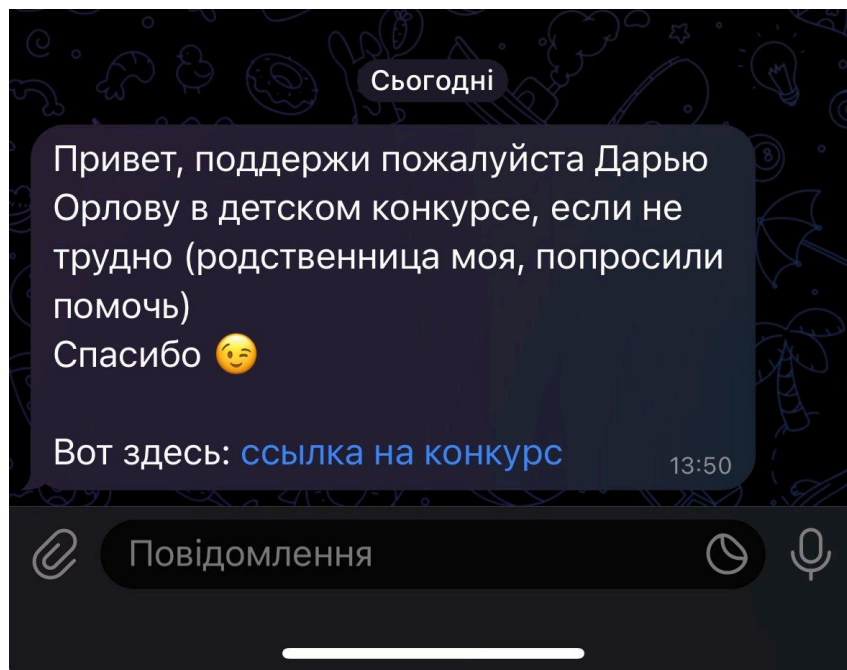 Сьогодні
Привет, поддержи пожалуйста Дарью
Орлову в детском конкурсе, если не
трудно (родственница моя, попросили
помочь)
Спасибо 😉
Вот здесь: ссылка на конкурс
13:50
Повідомлення